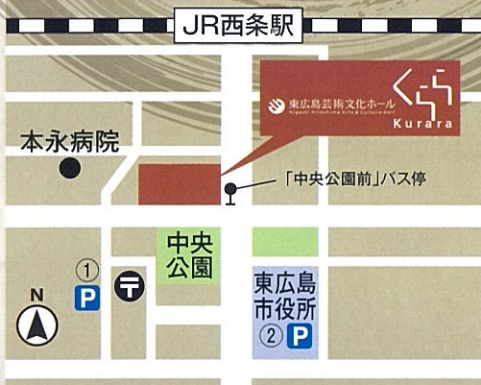 JR西条駅
東広島芸術文化ホール
Higashi Hiroshima Arts & Culture Hall
くらら
Kurara
本永病院
「中央公園前」バス停
中央
公園
①
P
〒
N
東広島
市役所
② P